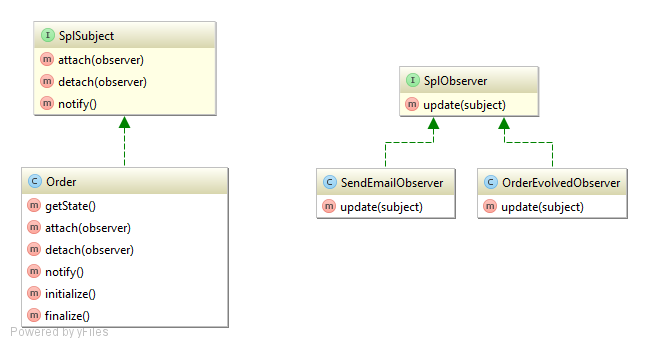 I SplSubject
m attach(observer)
m detach(observer)
m notify()
C Order
m getState()
m attach(observer)
m detach(observer)
m notify()
m initialize()
m finalize()
I SplObserver
m update(subject)
C SendEmailObserver
m update(subject)
C OrderEvolvedObserver
m update(subject)
Powered by yFiles